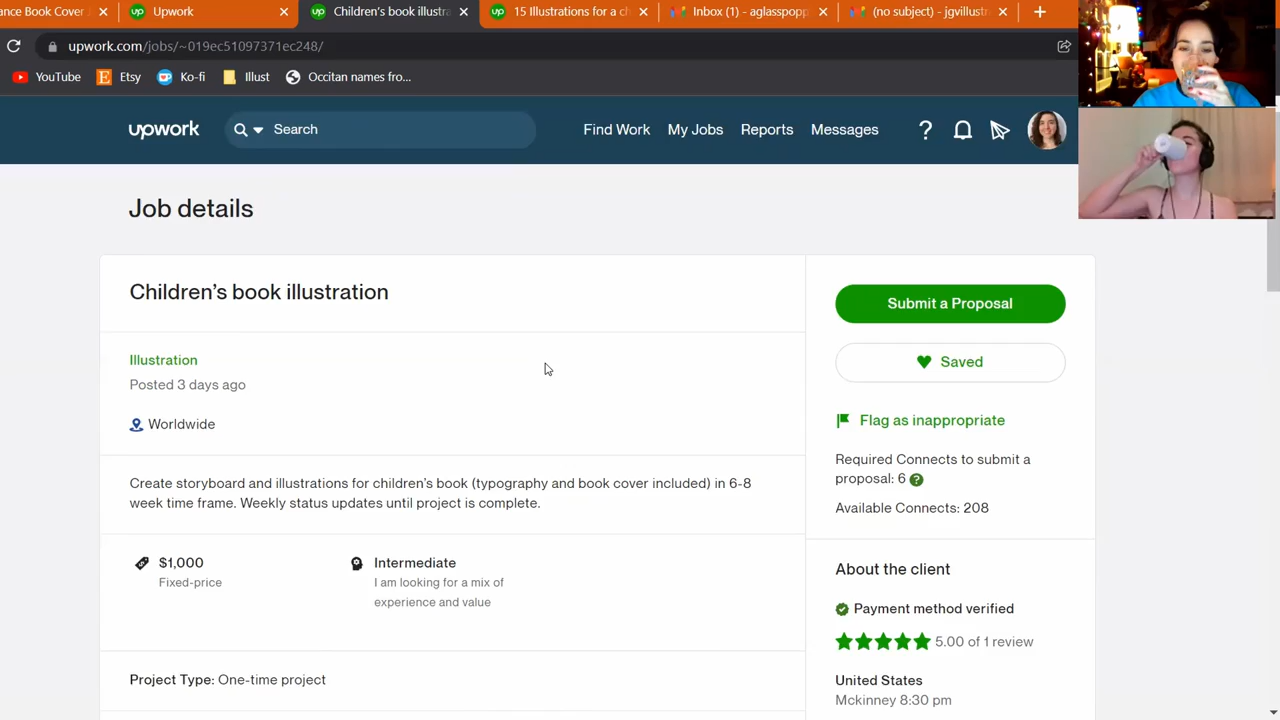 ance Book Cover
Upwork
Children's book illustra
15 Illustrations for a ch
Inbox (1) - aglasspopp
(no subject) - jgvillustr
upwork.com/jobs/~019ec51097371ec248/
YouTube
Etsy
Ko-fi
Illust
Occitan names fro...
upwork
Search
Find Work
My Jobs
Reports
Messages
?
Job details
Children's book illustration
Illustration
Posted 3 days ago
Worldwide
Create storyboard and illustrations for children's book (typography and book cover included) in 6-8
week time frame. Weekly status updates until project is complete.
$1,000
Fixed-price
Intermediate
I am looking for a mix of
experience and value
Project Type: One-time project
Submit a Proposal
Saved
Flag as inappropriate
Required Connects to submit a
proposal: 6
Available Connects: 208
About the client
Payment method verified
5.00 of 1 review
United States
Mckinney 8:30 pm